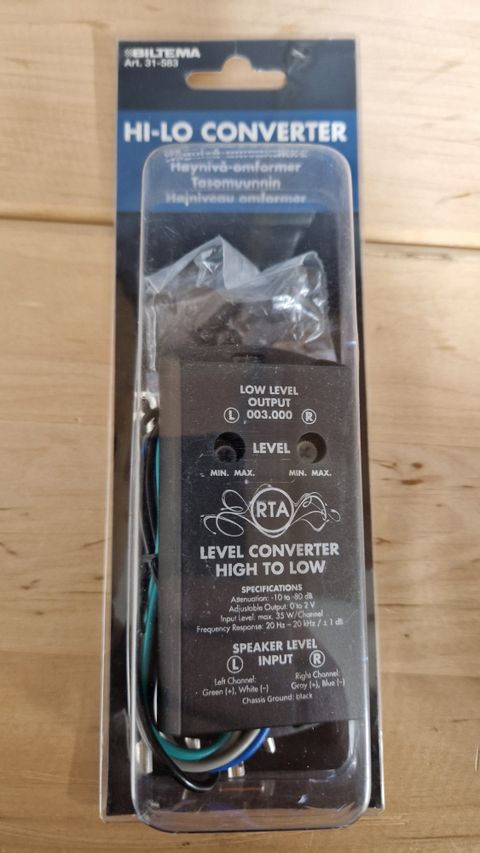 BILTEMA
Art. 31-583
HI-LO CONVERTER
Høynivå-omformer
Tasomuunnin
Højniveau omformer
LOW LEVEL
OUTPUT
L 003.000 R
LEVEL
MIN. MAX. MIN. MAX.
RTA
LEVEL CONVERTER
HIGH TO LOW
SPECIFICATIONS
Attenuation: -10 to -80 dB
Adjustable Output: 0 to 2 V
Input Level: max. 35 W/Channel
Frequency Response: 20 Hz – 20 kHz / ± 1 dB
SPEAKER LEVEL
L INPUT R
Left Channel: Right Channel:
Green (+), White (–) Gray (+), Blue (–)
Chassis Ground: black